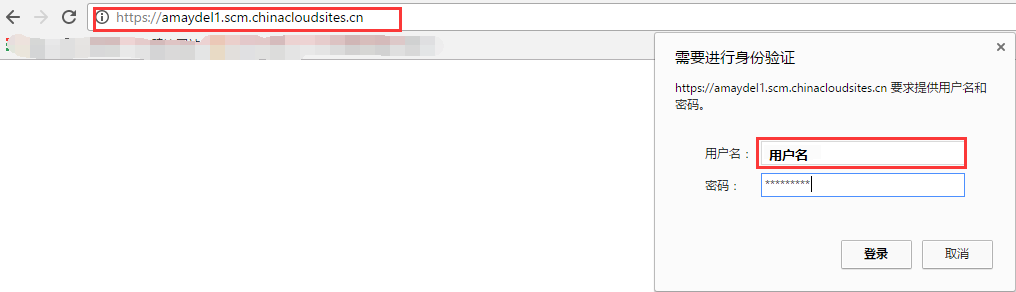 https://amaydel1.scm.chinacloudsites.cn
需要进行身份验证
https://amaydel1.scm.chinacloudsites.cn 要求提供用户名和
密码。
用户名： 用户名
密码： *********
登录 取消